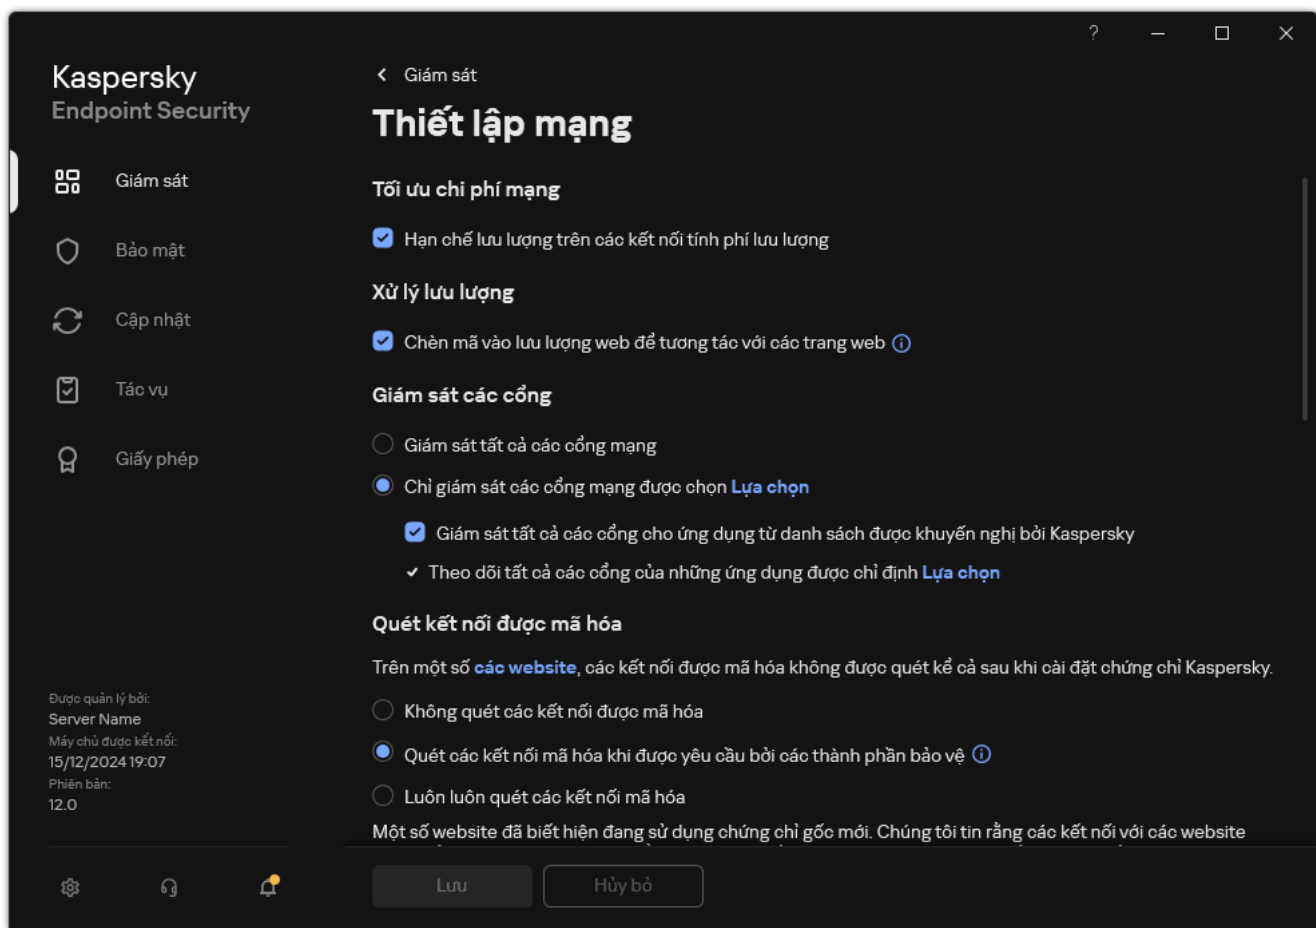 ?
Kaspersky
Endpoint Security
Giám sát
Bảo mật
Cập nhật
Tác vụ
Giấy phép
Được quản lý bởi:
Server Name
Máy chủ được kết nối:
15/12/2024 19:07
Phiên bản:
12.0
Giám sát
Thiết lập mạng
Tối ưu chi phí mạng
Hạn chế lưu lượng trên các kết nối tính phí lưu lượng
Xử lý lưu lượng
Chèn mã vào lưu lượng web để tương tác với các trang web
Giám sát các cổng
Giám sát tất cả các cổng mạng
Chỉ giám sát các cổng mạng được chọn Lựa chọn
Giám sát tất cả các cổng cho ứng dụng từ danh sách được khuyến nghị bởi Kaspersky
Theo dõi tất cả các cổng của những ứng dụng được chỉ định Lựa chọn
Quét kết nối được mã hóa
Trên một số các website, các kết nối được mã hóa không được quét kể cả sau khi cài đặt chứng chỉ Kaspersky.
Không quét các kết nối được mã hóa
Quét các kết nối mã hóa khi được yêu cầu bởi các thành phần bảo vệ
Luôn luôn quét các kết nối mã hóa
Một số website đã biết hiện đang sử dụng chứng chỉ gốc mới. Chúng tôi tin rằng các kết nối với các website
Lưu
Hủy bỏ